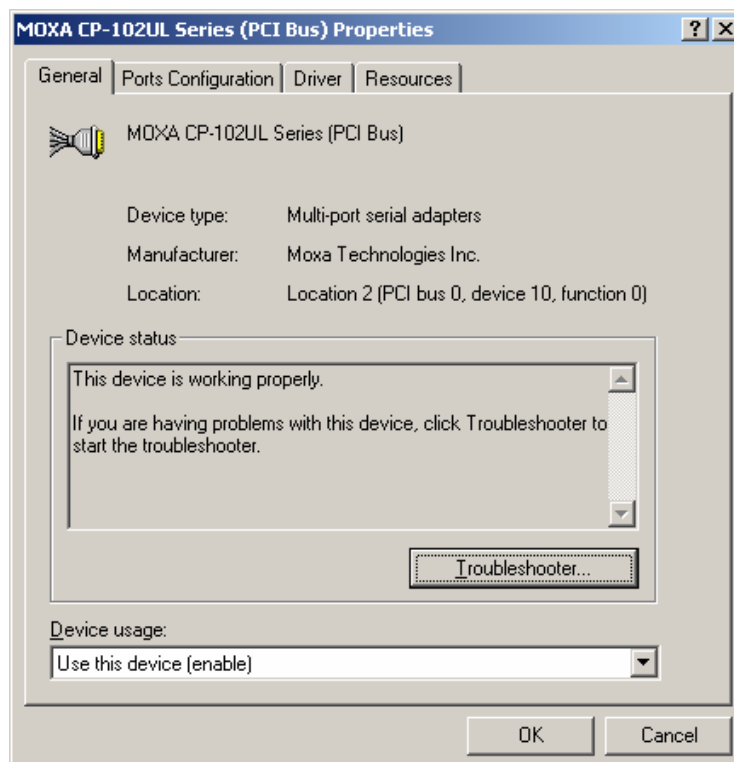 MOXA CP-102UL Series (PCI Bus) Properties
General Ports Configuration Driver Resources
MOXA CP-102UL Series (PCI Bus)
Device type: Multi-port serial adapters
Manufacturer: Moxa Technologies Inc.
Location: Location 2 (PCI bus 0, device 10, function 0)
Device status
This device is working properly.
If you are having problems with this device, click Troubleshooter to
start the troubleshooter.
Troubleshooter...
Device usage:
Use this device (enable)
OK Cancel